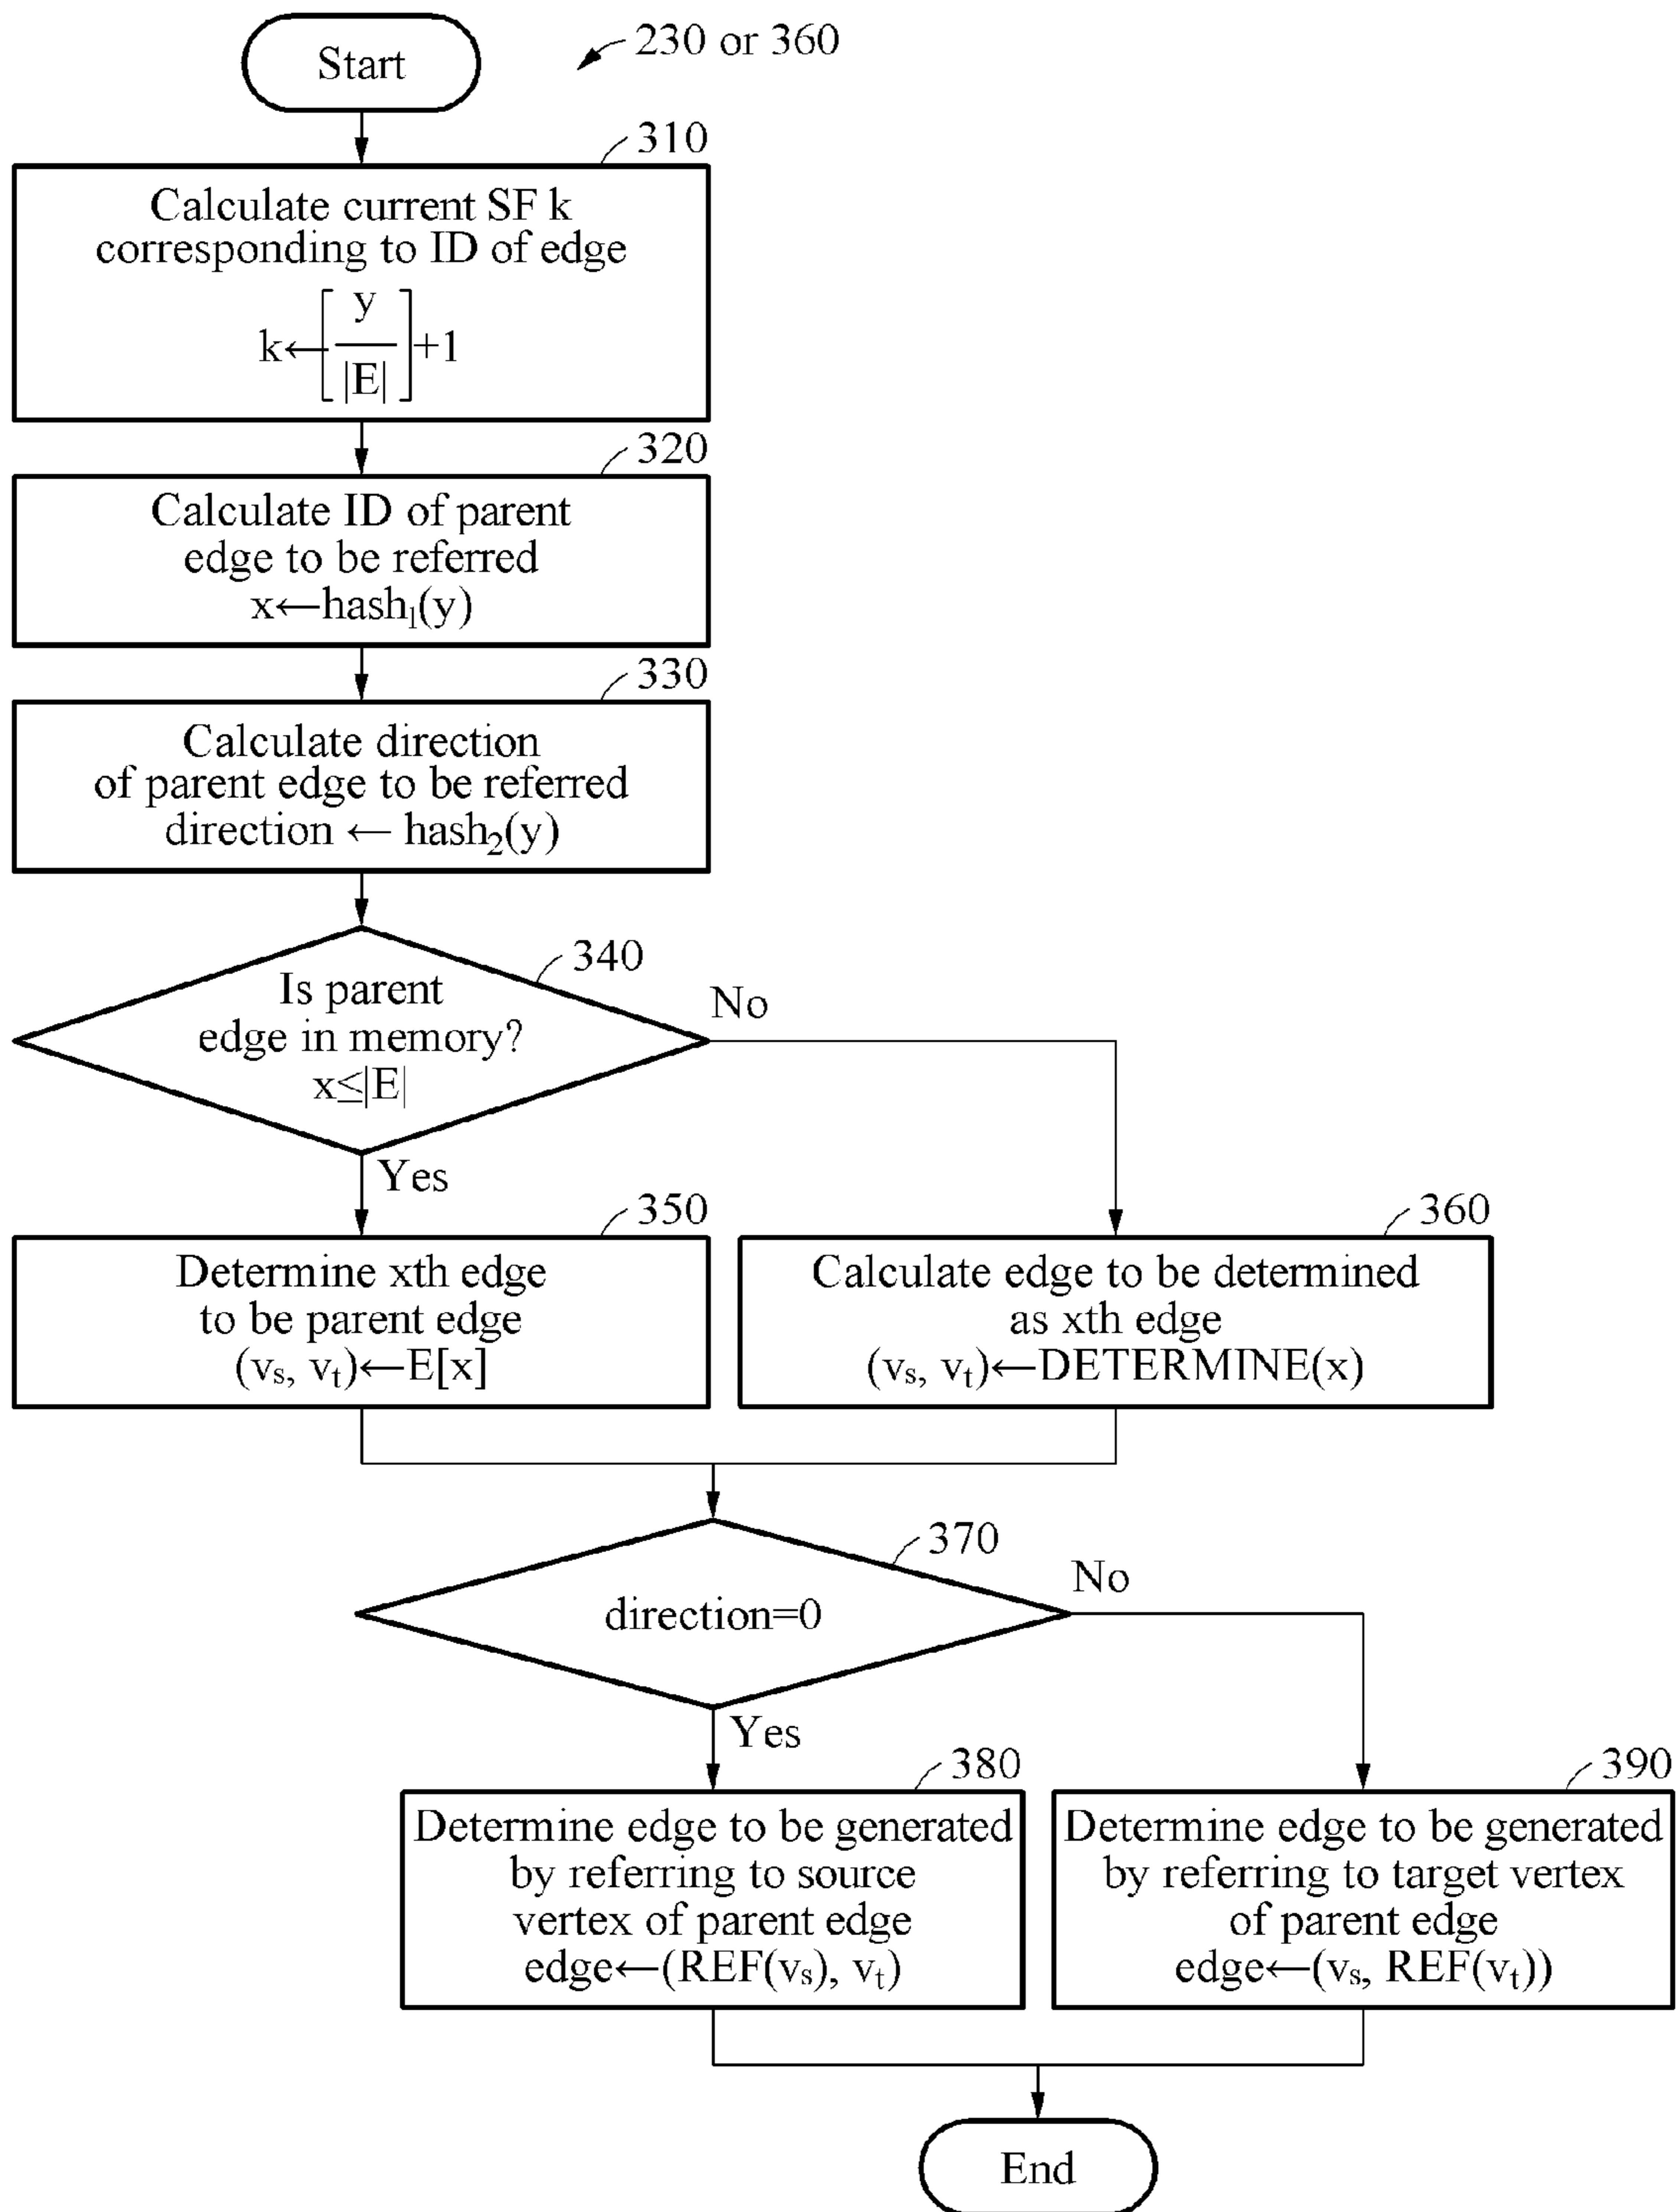 Start
230 or 360
310
Calculate current SF k
corresponding to ID of edge
k←[y/|E|]+1
320
Calculate ID of parent
edge to be referred
x←hash₁(y)
330
Calculate direction
of parent edge to be referred
direction ← hash₂(y)
340
Is parent
edge in memory?
x≤|E|
No
Yes
350
Determine xth edge
to be parent edge
(vₛ, vₜ)←E[x]
360
Calculate edge to be determined
as xth edge
(vₛ, vₜ)←DETERMINE(x)
370
direction=0
No
Yes
380
Determine edge to be generated
by referring to source
vertex of parent edge
edge←(REF(vₛ), vₜ)
390
Determine edge to be generated
by referring to target vertex
of parent edge
edge←(vₛ, REF(vₜ))
End